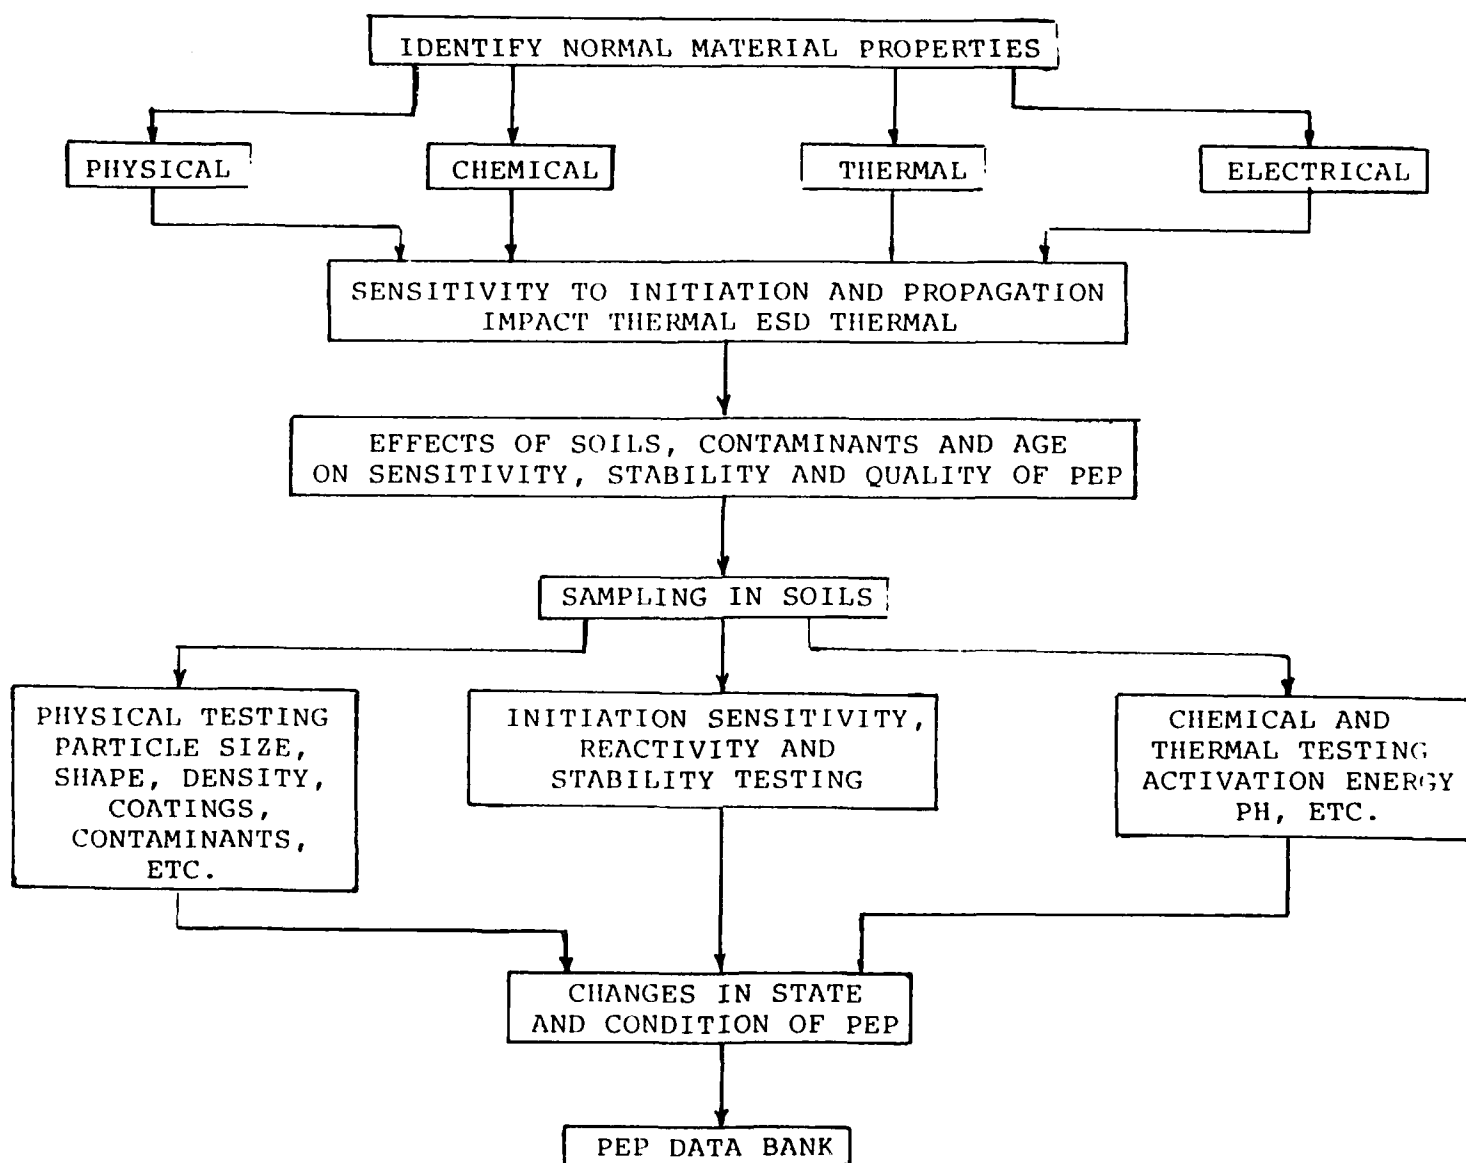 IDENTIFY NORMAL MATERIAL PROPERTIES
PHYSICAL
CHEMICAL
THERMAL
ELECTRICAL
SENSITIVITY TO INITIATION AND PROPAGATION
IMPACT THERMAL ESD THERMAL
EFFECTS OF SOILS, CONTAMINANTS AND AGE
ON SENSITIVITY, STABILITY AND QUALITY OF PEP
SAMPLING IN SOILS
PHYSICAL TESTING
PARTICLE SIZE,
SHAPE, DENSITY,
COATINGS,
CONTAMINANTS,
ETC.
INITIATION SENSITIVITY,
REACTIVITY AND
STABILITY TESTING
CHEMICAL AND
THERMAL TESTING
ACTIVATION ENERGY
PH, ETC.
CHANGES IN STATE
AND CONDITION OF PEP
PEP DATA BANK